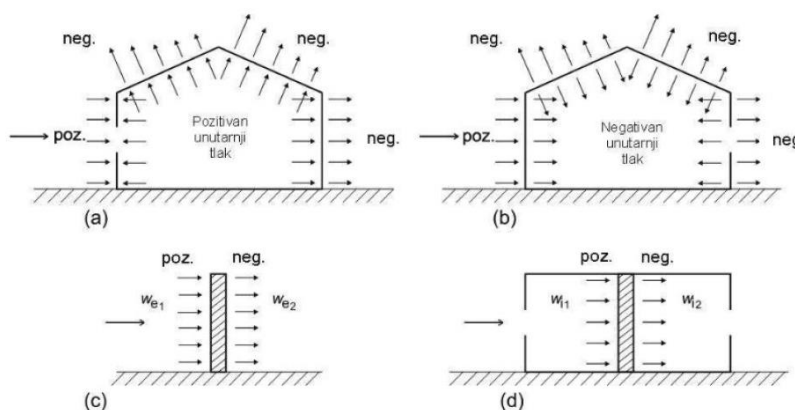 neg.
neg.
poz.
Pozitivan
unutarnji
tlak
neg.
(a)
neg.
neg.
poz.
Negativan
unutarnji
tlak
neg
(b)
poz.
neg.
we1
we2
(c)
poz.
neg.
wi1
wi2
(d)